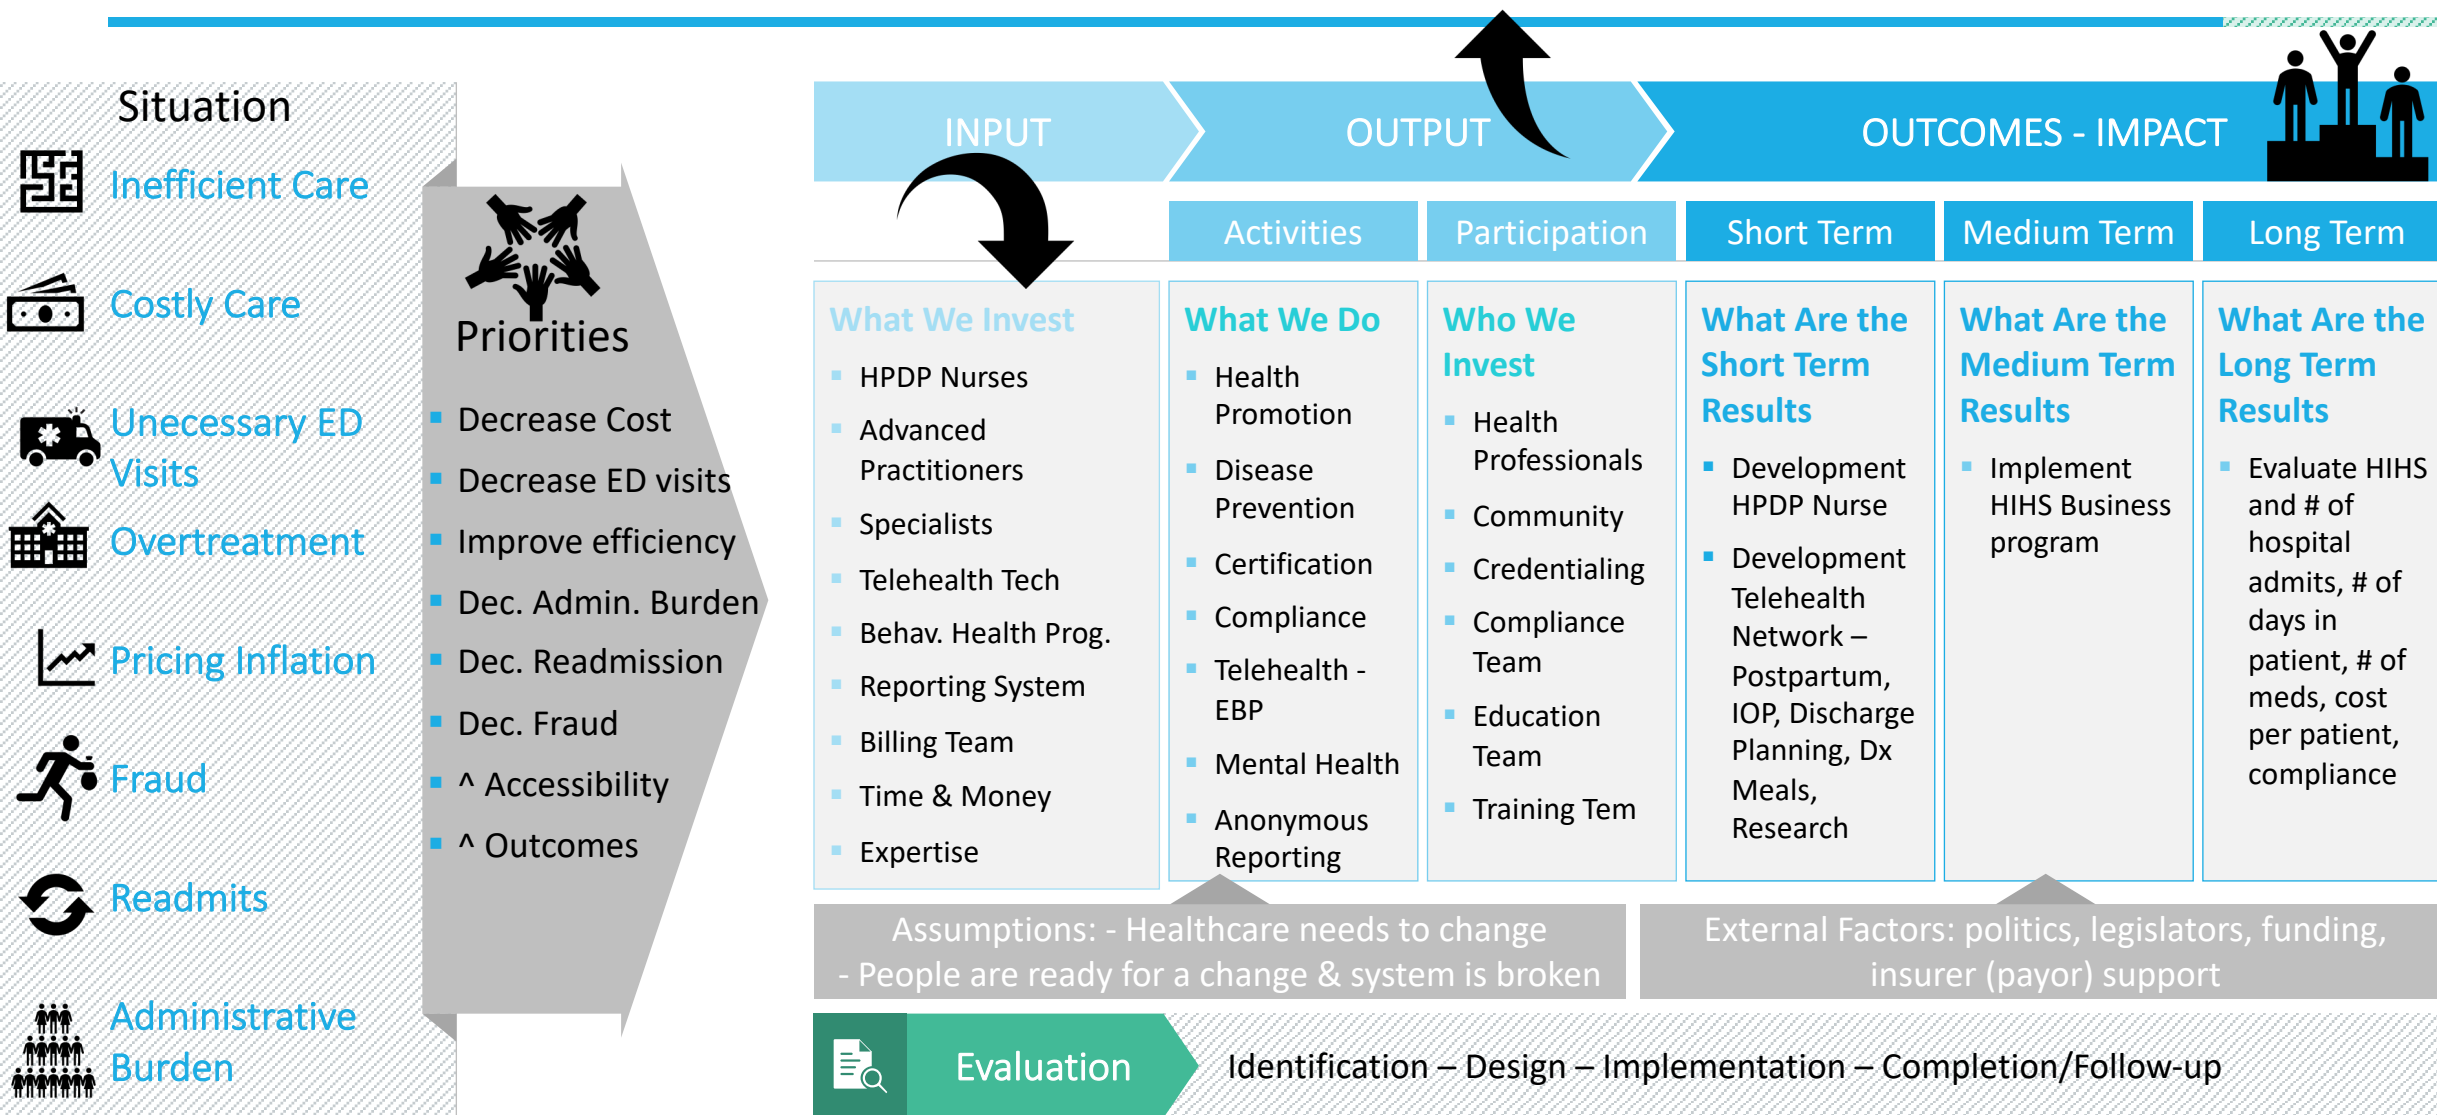 Situation
Inefficient Care
Costly Care
Unecessary ED
Visits
Overtreatment
Pricing Inflation
Fraud
Readmits
Administrative
Burden
Priorities
Decrease Cost
Decrease ED visits
Improve efficiency
Dec. Admin. Burden
Dec. Readmission
Dec. Fraud
^ Accessibility
^ Outcomes
INPUT
OUTPUT
OUTCOMES - IMPACT
Activities
Participation
Short Term
Medium Term
Long Term
What We Invest
HPDP Nurses
Advanced
Practitioners
Specialists
Telehealth Tech
Behav. Health Prog.
Reporting System
Billing Team
Time & Money
Expertise
What We Do
Health
Promotion
Disease
Prevention
Certification
Compliance
Telehealth -
EBP
Mental Health
Anonymous
Reporting
Who We
Invest
Health
Professionals
Community
Credentialing
Compliance
Team
Education
Team
Training Tem
What Are the
Short Term
Results
Development
HPDP Nurse
Development
Telehealth
Network –
Postpartum,
IOP, Discharge
Planning, Dx
Meals,
Research
What Are the
Medium Term
Results
Implement
HIHS Business
program
What Are the
Long Term
Results
Evaluate HIHS
and # of
hospital
admits, # of
days in
patient, # of
meds, cost
per patient,
compliance
Assumptions: - Healthcare needs to change
- People are ready for a change & system is broken
External Factors: politics, legislators, funding,
insurer (payor) support
Evaluation
Identification – Design – Implementation – Completion/Follow-up